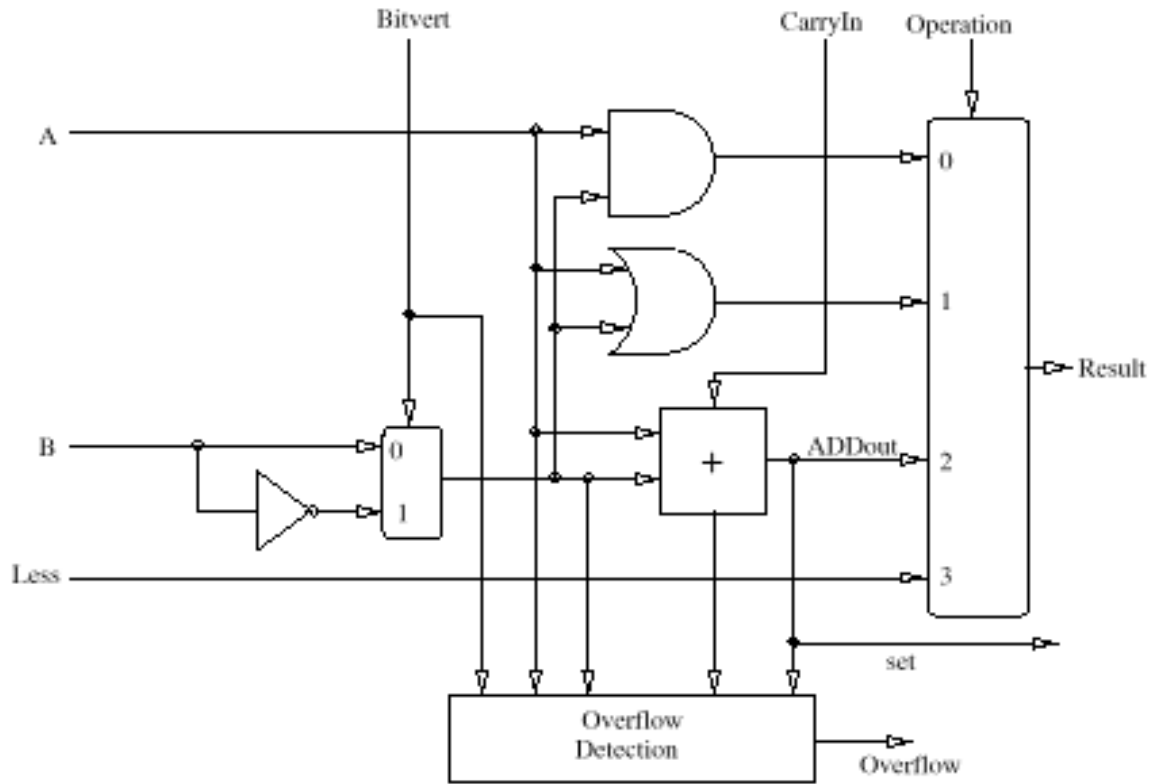 Bitvert
CarryIn
Operation
A
0
1
B
0
1
+
ADDout
2
Result
Less
3
set
Overflow
Detection
Overflow